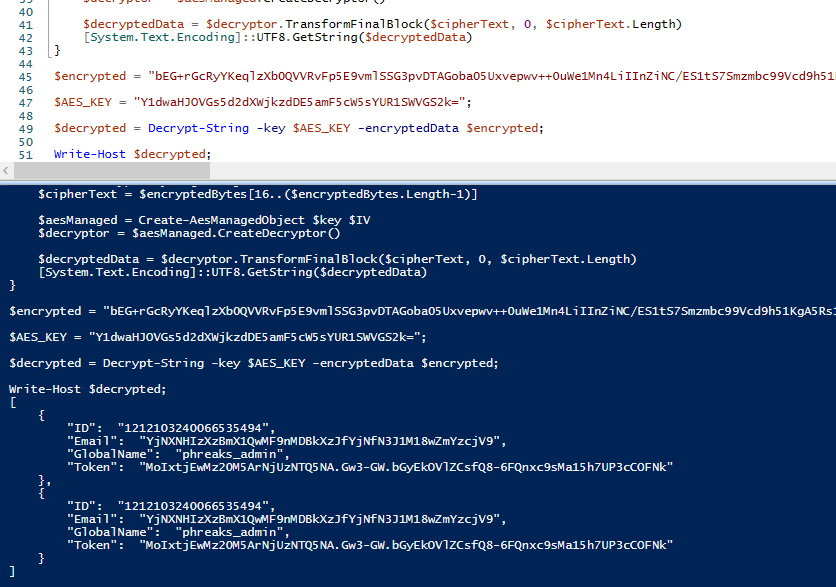 39
40
41 $decryptedData = $decryptor.TransformFinalBlock($cipherText, 0, $cipherText.Length)
42 [System.Text.Encoding]::UTF8.GetString($decryptedData)
43 }
44
45 $encrypted = "bEG+rGcRyYKeqlzXb0QVVRvFp5E9vmlSSG3pvDTAGoba05Uxvepwv++0uWe1Mn4LiIInZiNC/ES1tS7Smzmbc99Vcd9h51
46
47 $AES_KEY = "Y1dwaHJOVGs5d2dXWjkzdDE5amF5cW5sYUR1SWVGS2k=";
48
49 $decrypted = Decrypt-String -key $AES_KEY -encryptedData $encrypted;
50
51 Write-Host $decrypted;
$cipherText = $encryptedBytes[16..($encryptedBytes.Length-1)]
$aesManaged = Create-AesManagedObject $key $IV
$decryptor = $aesManaged.CreateDecryptor()
$decryptedData = $decryptor.TransformFinalBlock($cipherText, 0, $cipherText.Length)
[System.Text.Encoding]::UTF8.GetString($decryptedData)
}
$encrypted = "bEG+rGcRyYKeqlzXb0QVVRvFp5E9vmlSSG3pvDTAGoba05Uxvepwv++0uWe1Mn4LiIInZiNC/ES1tS7Smzmbc99Vcd9h51KgA5Rs
$AES_KEY = "Y1dwaHJOVGs5d2dXWjkzdDE5amF5cW5sYUR1SWVGS2k=";
$decrypted = Decrypt-String -key $AES_KEY -encryptedData $encrypted;
Write-Host $decrypted;
[
{
"ID": "1212103240066535494",
"Email": "YjNXNHIzXzBmX1QwMF9nMDBkXzJfYjNfN3J1M18wZmYzcjV9",
"GlobalName": "phreaks_admin",
"Token": "MoIxtjEwMz2OM5ArNjUzNTQ5NA.Gw3-GW.bGyEkOVlZCsfQ8-6FQnxc9sMa15h7UP3cCOFNk"
},
{
"ID": "1212103240066535494",
"Email": "YjNXNHIzXzBmX1QwMF9nMDBkXzJfYjNfN3J1M18wZmYzcjV9",
"GlobalName": "phreaks_admin",
"Token": "MoIxtjEwMz2OM5ArNjUzNTQ5NA.Gw3-GW.bGyEkOVlZCsfQ8-6FQnxc9sMa15h7UP3cCOFNk"
}
]